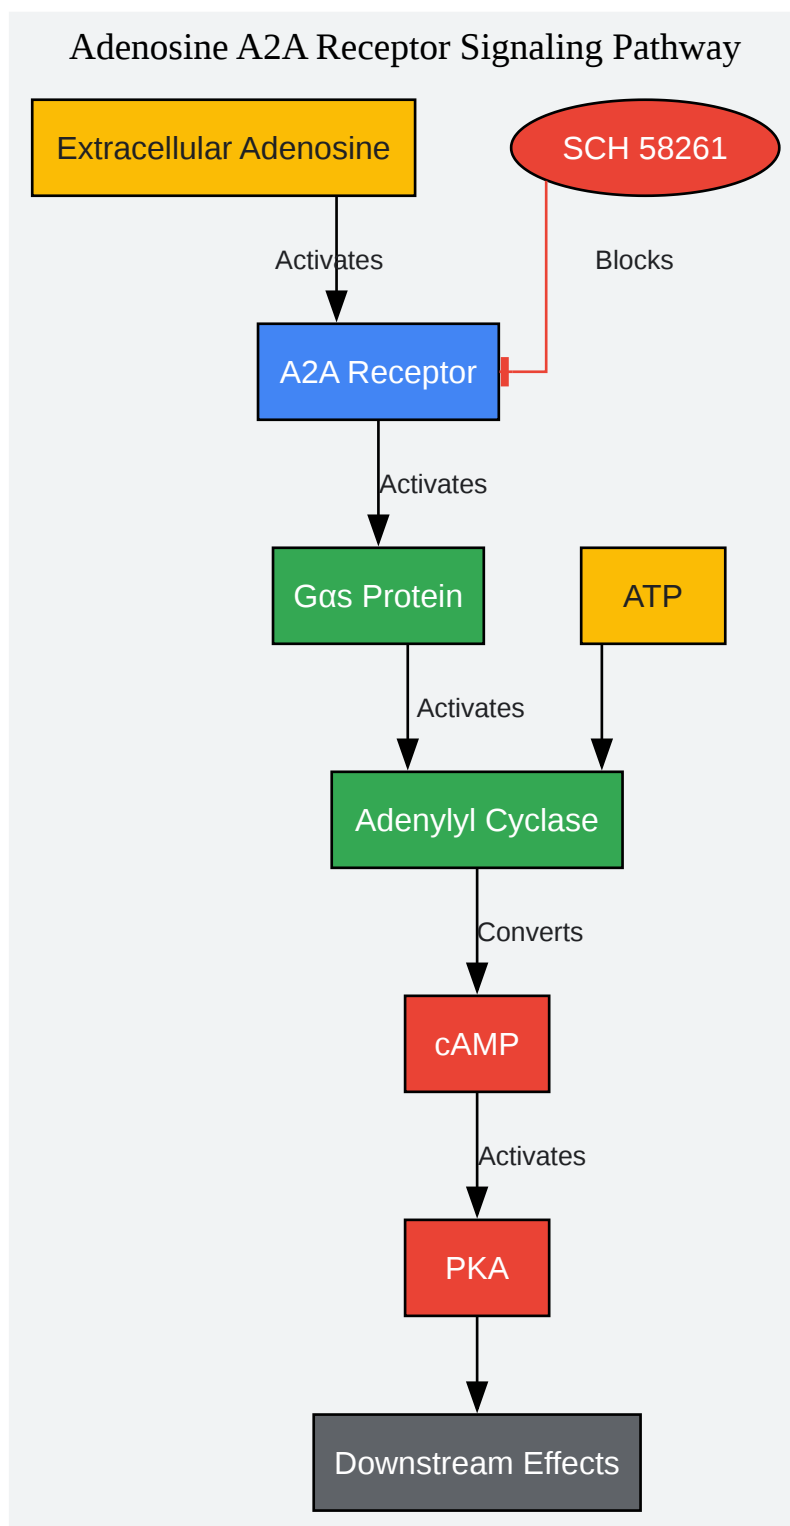 Adenosine A2A Receptor Signaling Pathway
Extracellular Adenosine
SCH 58261
Activates
Blocks
A2A Receptor
Activates
Gαs Protein
ATP
Activates
Adenylyl Cyclase
Converts
cAMP
Activates
PKA
Downstream Effects